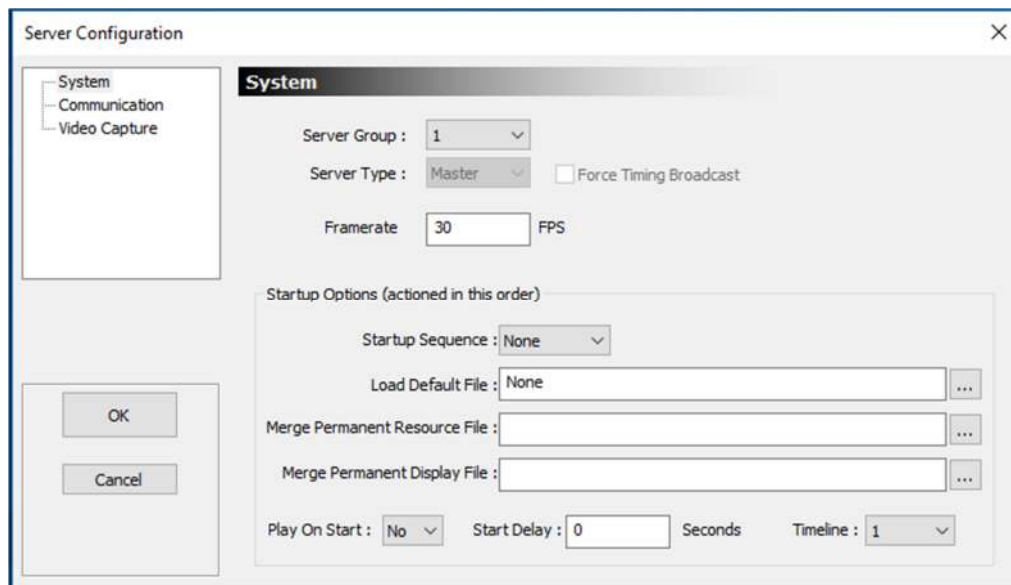 Server Configuration
System
Communication
Video Capture
OK
Cancel
System
Server Group : 1
Server Type : Master Force Timing Broadcast
Framerate 30 FPS
Startup Options (actioned in this order)
Startup Sequence : None
Load Default File : None ...
Merge Permanent Resource File : ...
Merge Permanent Display File : ...
Play On Start : No Start Delay : 0 Seconds Timeline : 1